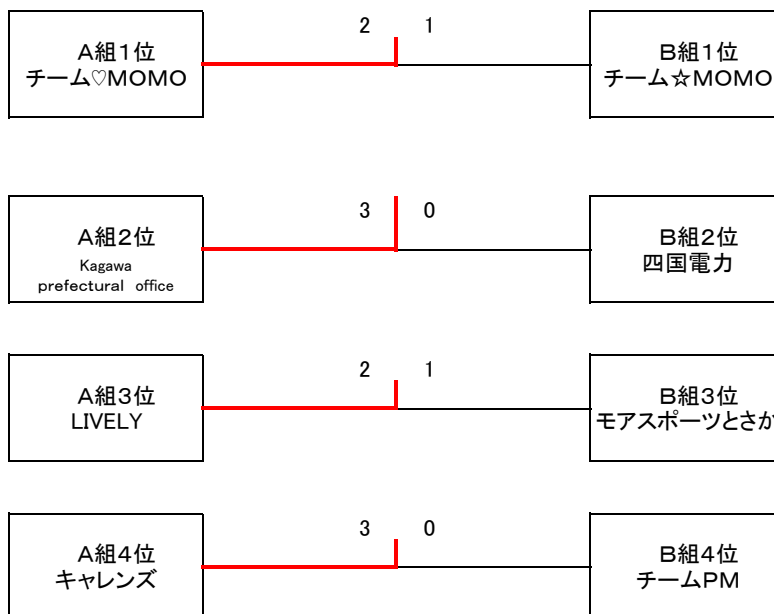 2 1
A組1位
チーム♡MOMO
B組1位
チーム☆MOMO
3 0
A組2位
Kagawa
prefectural office
B組2位
四国電力
2 1
A組3位
LIVELY
B組3位
モアスポーツとさか
3 0
A組4位
キャレンズ
B組4位
チームPM